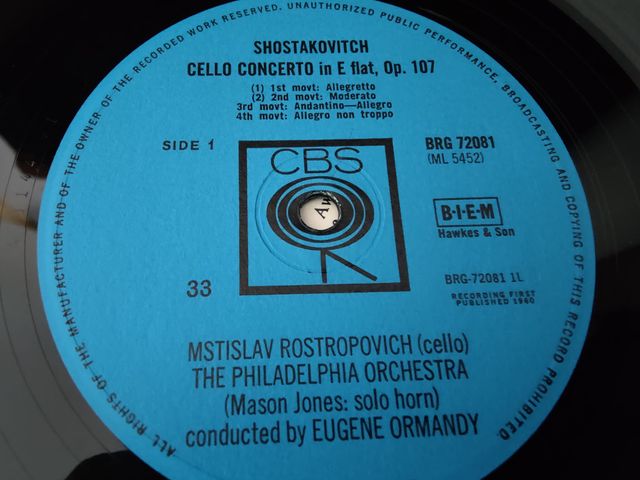 ALL RIGHTS OF THE MANUFACTURER AND OF THE OWNER OF THE RECORDED WORK RESERVED. UNAUTHORIZED PUBLIC PERFORMANCE, BROADCASTING AND COPYING OF THIS RECORD PROHIBITED.
SHOSTAKOVITCH
CELLO CONCERTO in E flat, Op. 107
(1) 1st movt: Allegretto
(2) 2nd movt: Moderato
3rd movt: Andantino—Allegro
4th movt: Allegro non troppo
SIDE 1
CBS
BRG 72081
(ML 5452)
B·I·E·M
Hawkes & Son
33
BRG-72081 1L
RECORDING FIRST
PUBLISHED 1960
MSTISLAV ROSTROPOVICH (cello)
THE PHILADELPHIA ORCHESTRA
(Mason Jones: solo horn)
conducted by EUGENE ORMANDY